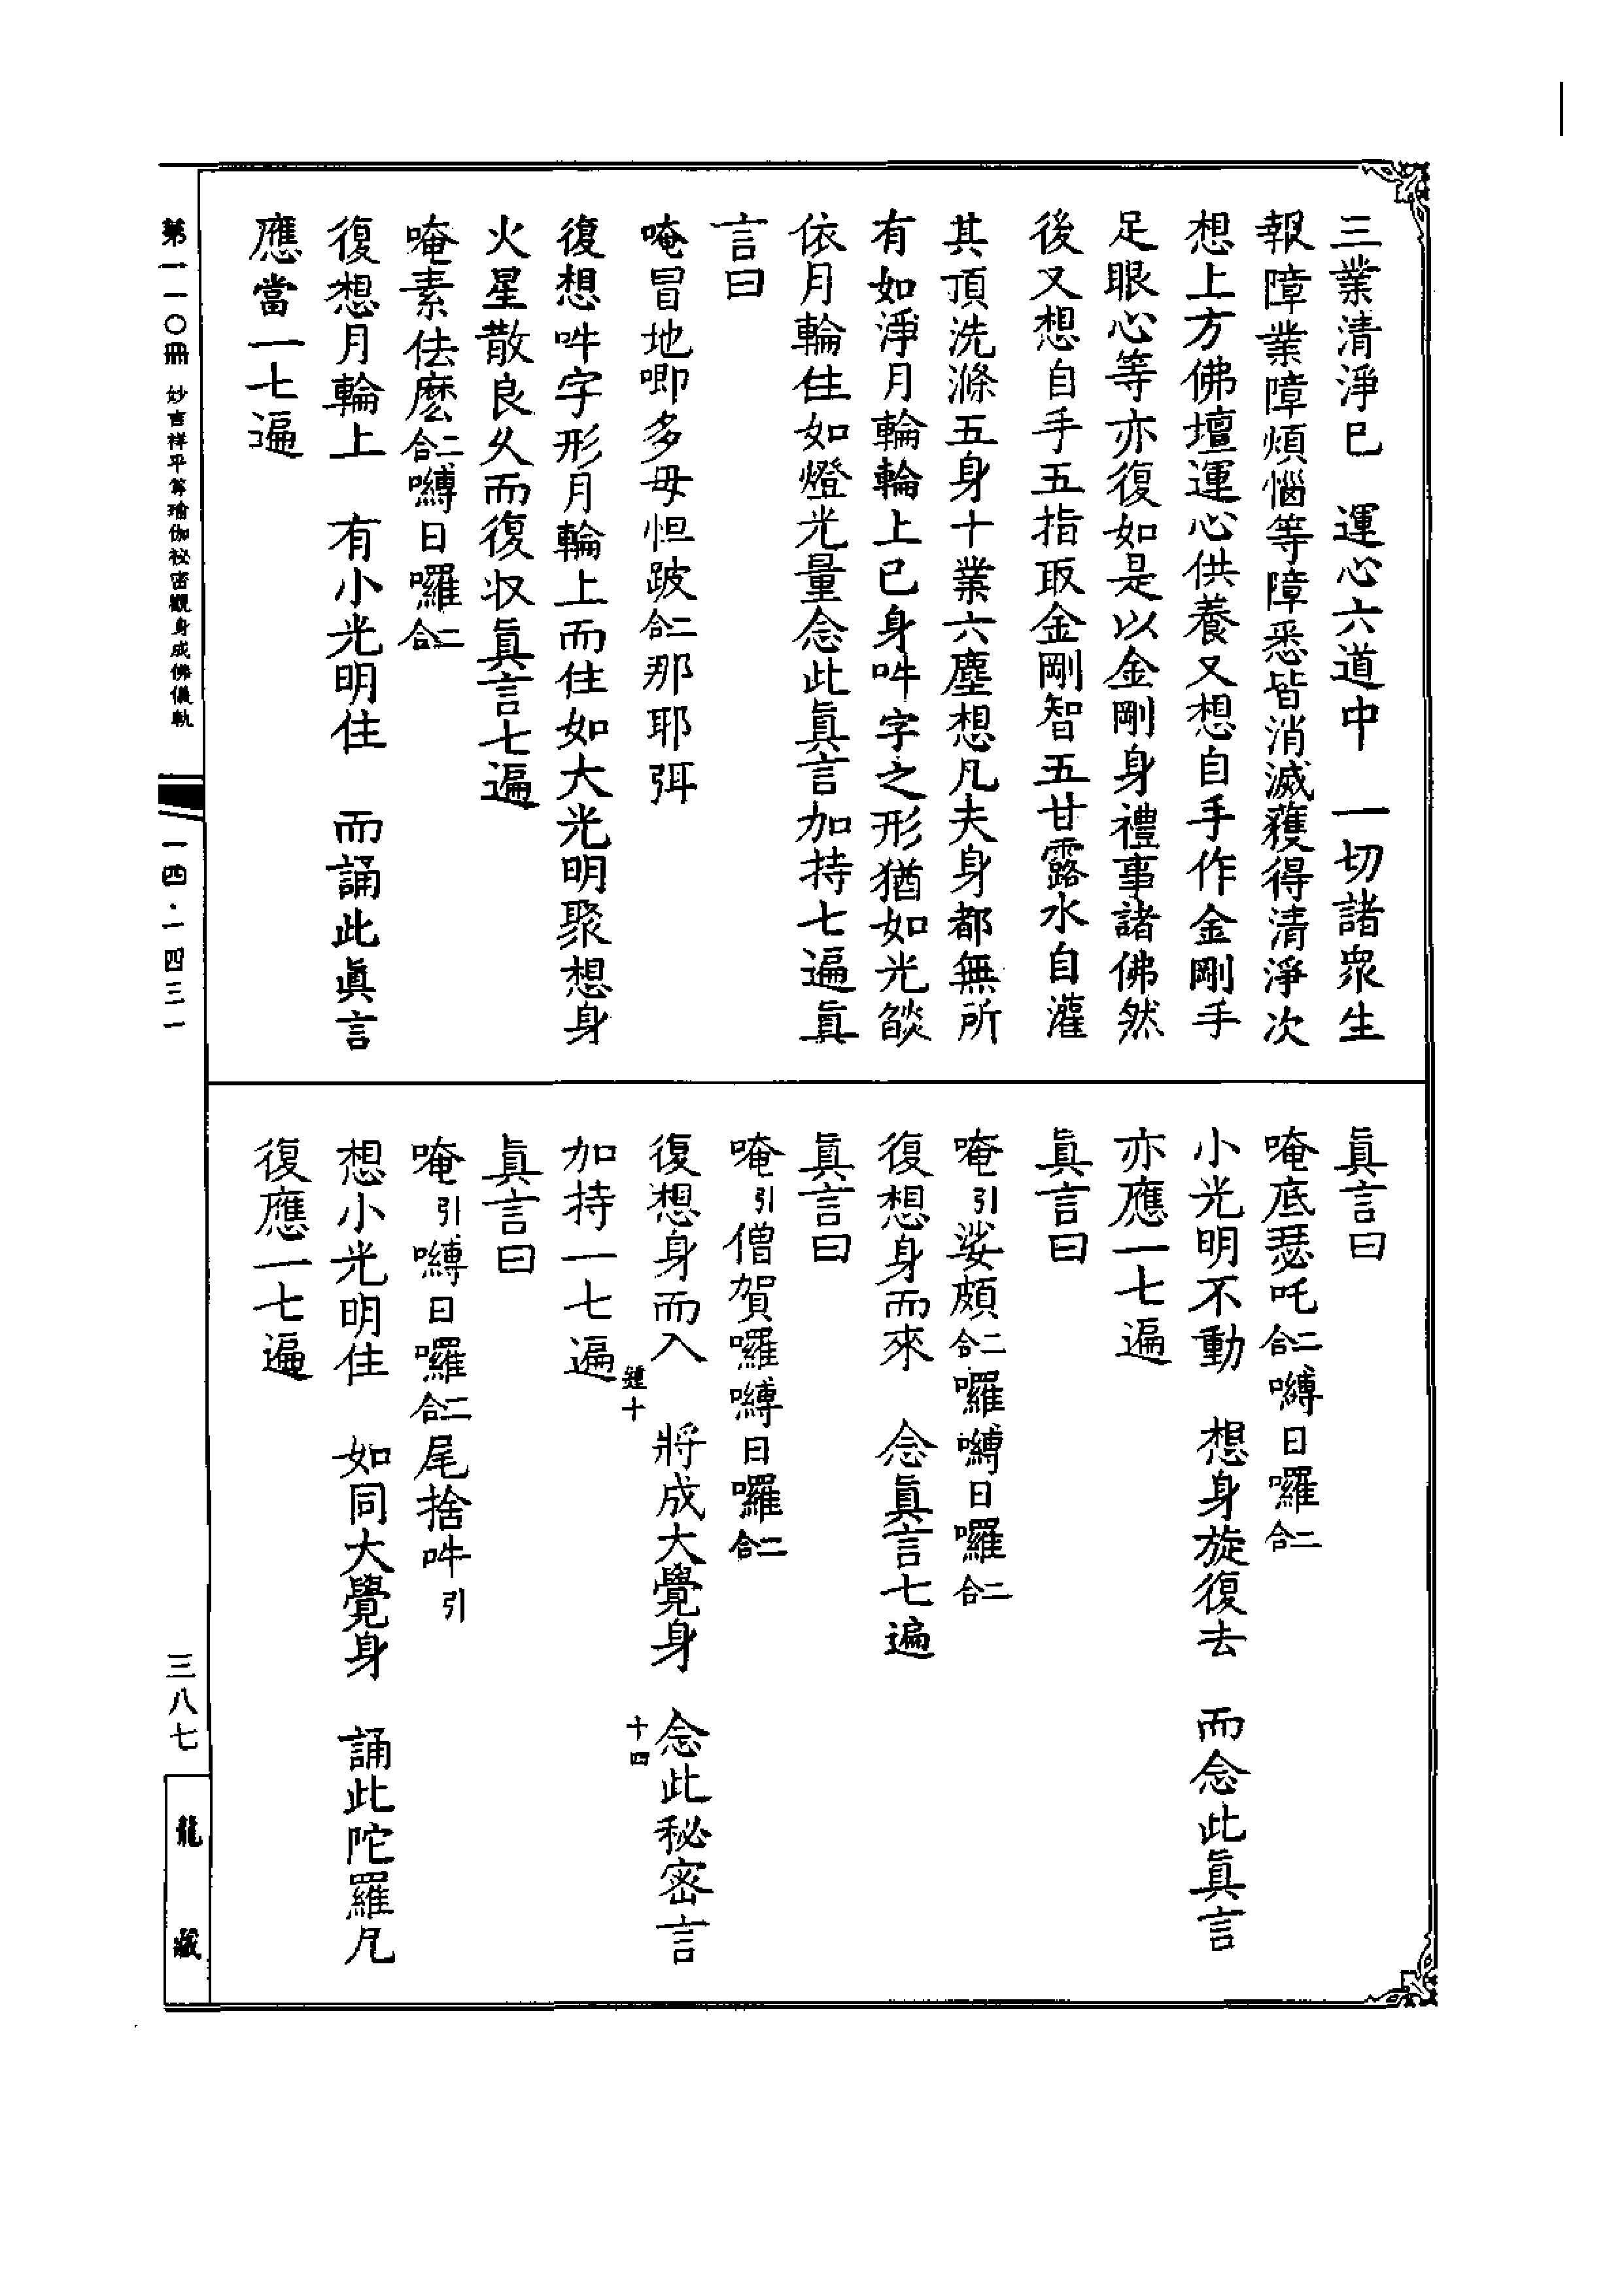 三業清淨巳　運心六道中　一切諸衆生
報障業障煩惱等障悉皆消滅獲得清淨次
想上方佛壇運心供養又想自手作金剛手
足眼心等亦復如是以金剛身禮事諸佛然
後又想自手五指取金剛智五甘露水自灌
其頂洗滌五身十業六塵想凡夫身都無所
有如淨月輪輪上已身吽字之形猶如光燄
依月輪住如燈光量念此眞言加持七遍眞
言曰
唵冒地唧多毋怛跛二合那耶弭
復想吽字形月輪上而住如大光明聚想身
火星散良久而復收眞言七遍
唵素佉麽二合嚩日囉二合
復想月輪上　有小光明住　而誦此眞言
應當一七遍
眞言曰
唵底瑟吒二合嚩日囉二合
小光明不動　想身旋復去　而念此眞言
亦應一七遍
眞言曰
唵引娑頗二合囉嚩日囉二合
復想身而來　念眞言七遍
眞言曰
唵引僧賀囉嚩日囉二合
復想身而入　將成大覺身　念此秘密言
十四
加持一七遍
眞言曰
唵引嚩日囉二合尾捨吽引
想小光明住　如同大覺身　誦此陀羅尼
復應一七遍
第一一〇冊　妙吉祥平等瑜伽祕密觀身成佛儀軌
一四·一四三一
三八七
龍藏